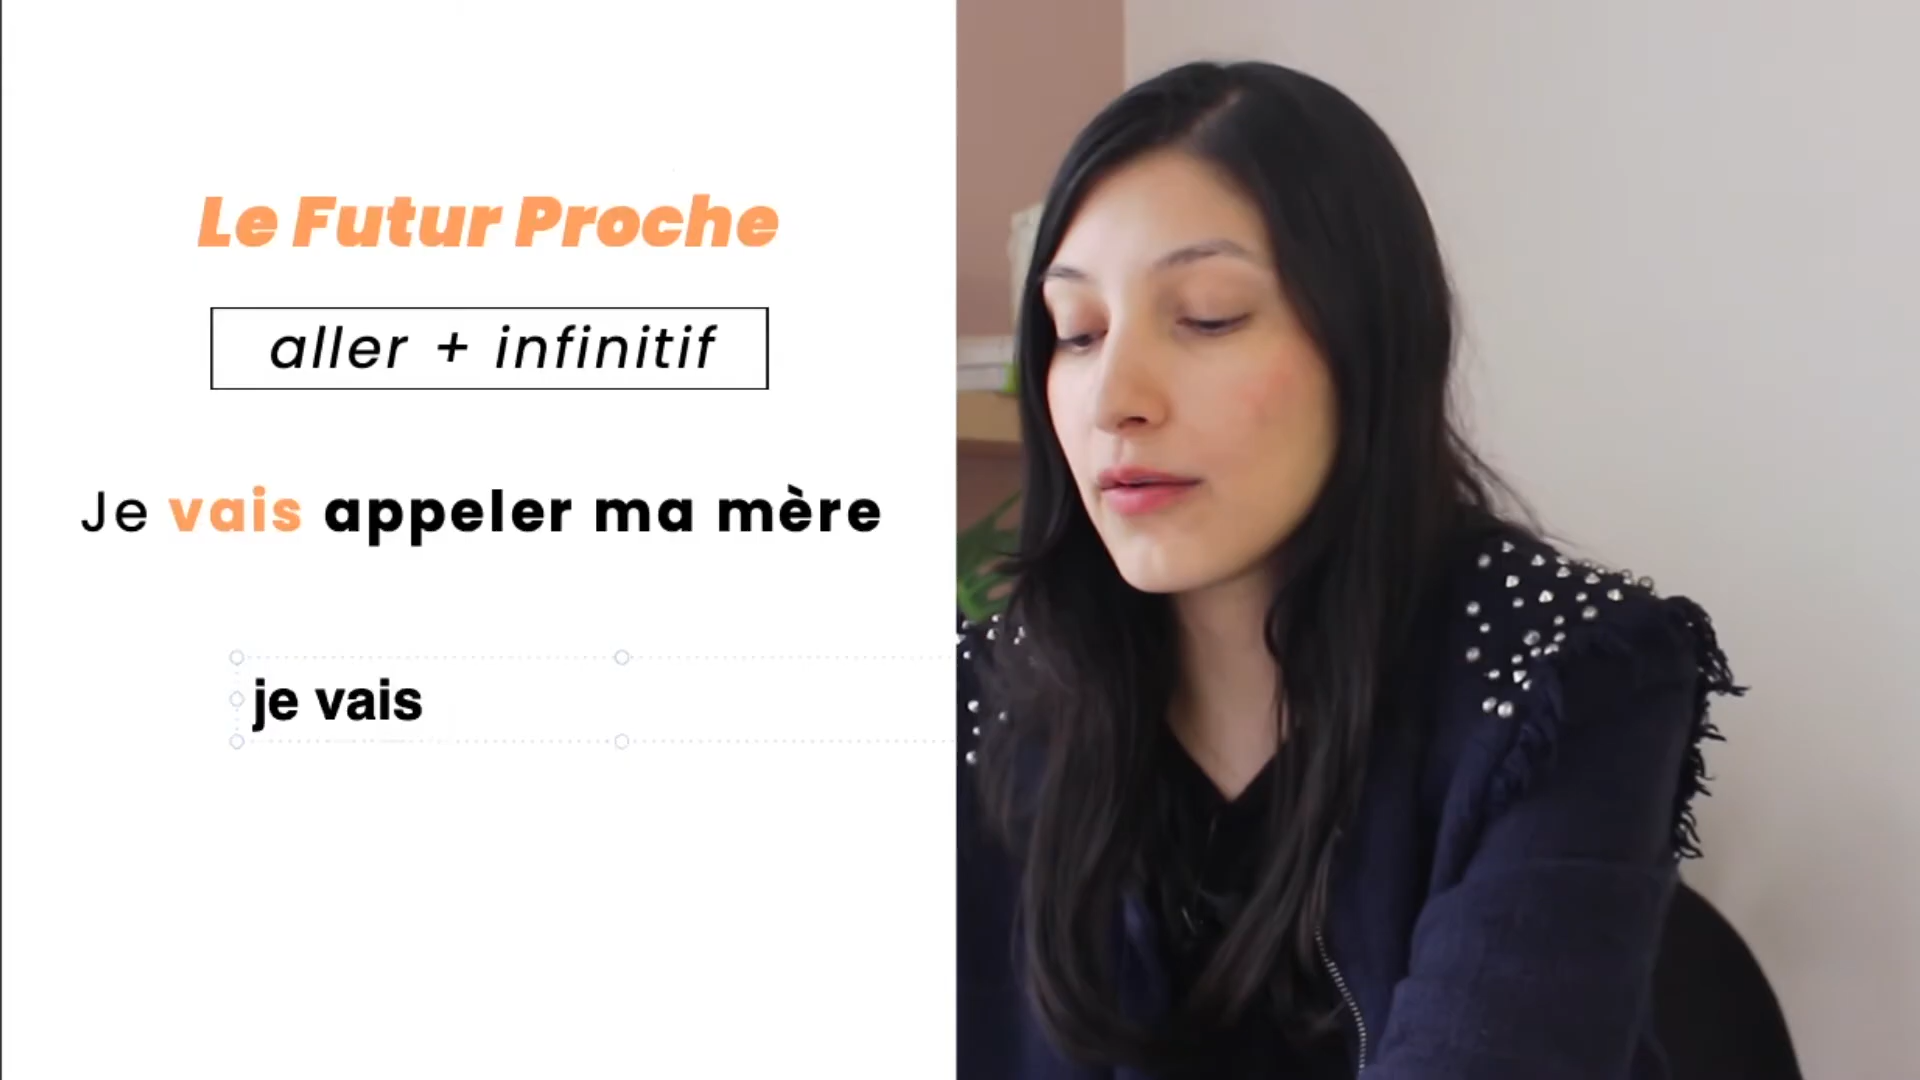 Le Futur Proche
aller + infinitif
Je vais appeler ma mère
je vais